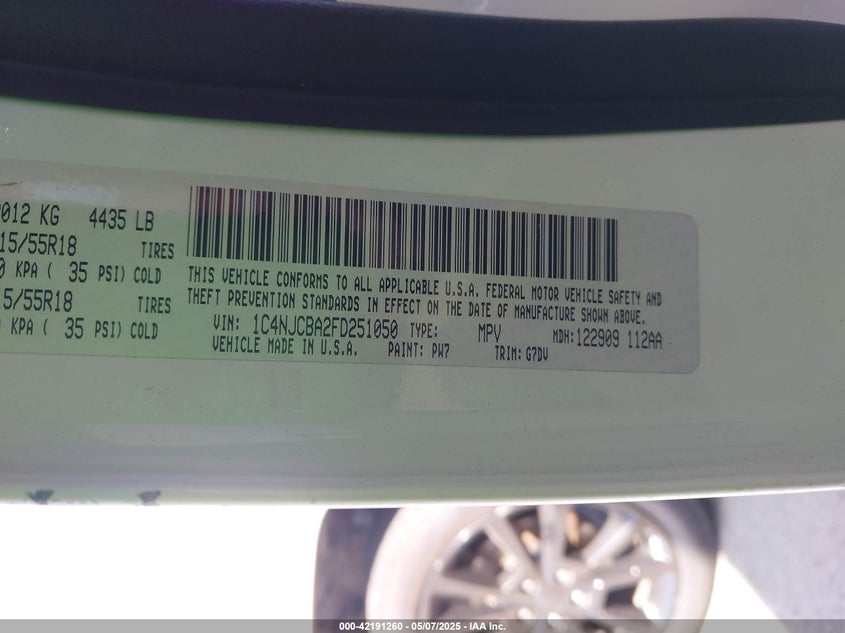 012 KG 4435 LB
15/55R18 TIRES
0 KPA ( 35 PSI) COLD
5/55R18 TIRES
KPA ( 35 PSI) COLD
THIS VEHICLE CONFORMS TO ALL APPLICABLE U.S.A. FEDERAL MOTOR VEHICLE SAFETY AND
THEFT PREVENTION STANDARDS IN EFFECT ON THE DATE OF MANUFACTURE SHOWN ABOVE.
VIN: 1C4NJCBA2FD251050 TYPE: MPV MDH:122909 112AA
VEHICLE MADE IN U.S.A. PAINT: PW7 TRIM: G7DV
000-42191260 - 05/07/2025 - IAA Inc.